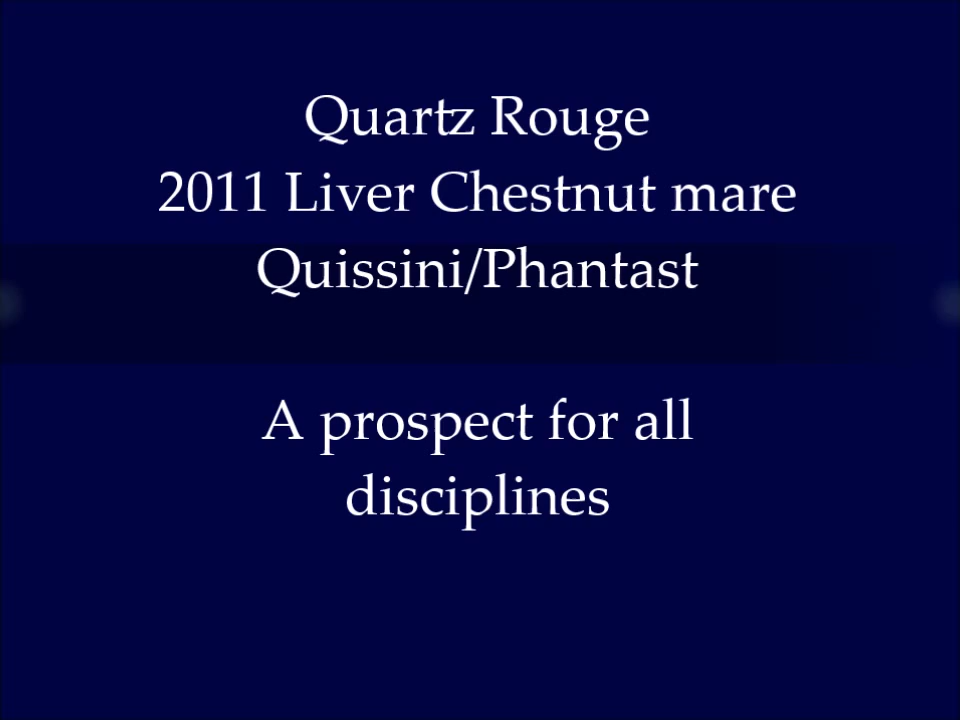 Quartz Rouge
2011 Liver Chestnut mare
Quissini/Phantast
A prospect for all
disciplines